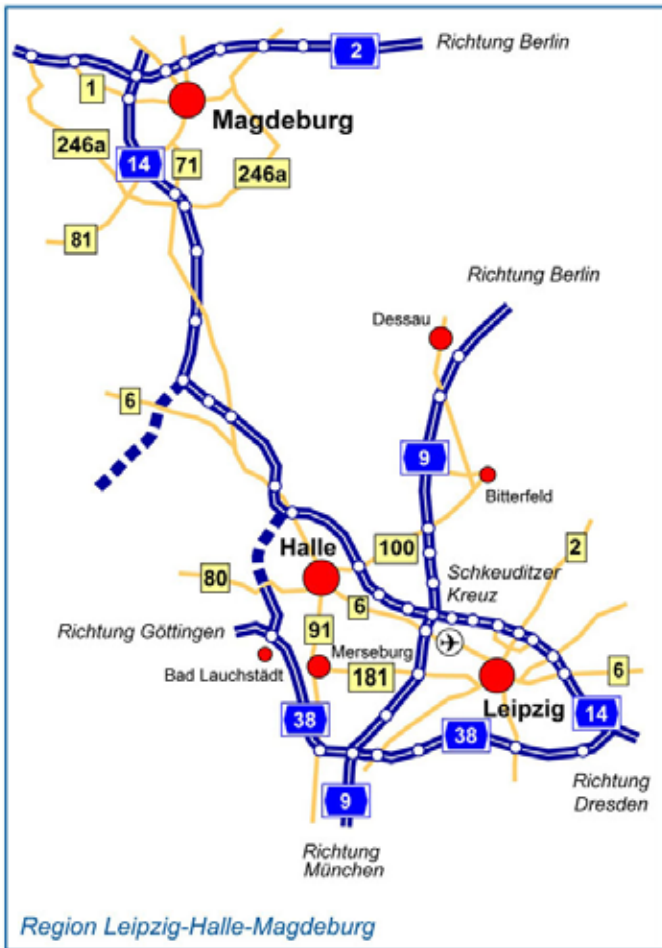 2
Richtung Berlin
1
Magdeburg
246a
14
71
246a
81
Richtung Berlin
Dessau
6
9
Bitterfeld
Halle
100
2
80
Schkeuditzer
Kreuz
6
Richtung Göttingen
91
Merseburg
Bad Lauchstädt
181
6
Leipzig
38
38
14
Richtung
Dresden
9
Richtung
München
Region Leipzig-Halle-Magdeburg